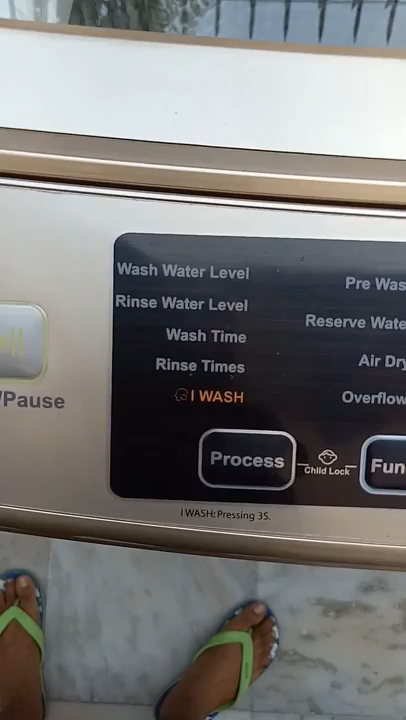 Wash Water Level
Rinse Water Level
Wash Time
Rinse Times
I WASH
Pre Was
Reserve Wate
Air Dry
Overflow
/Pause
Process
Child Lock
Fun
I WASH: Pressing 3S.